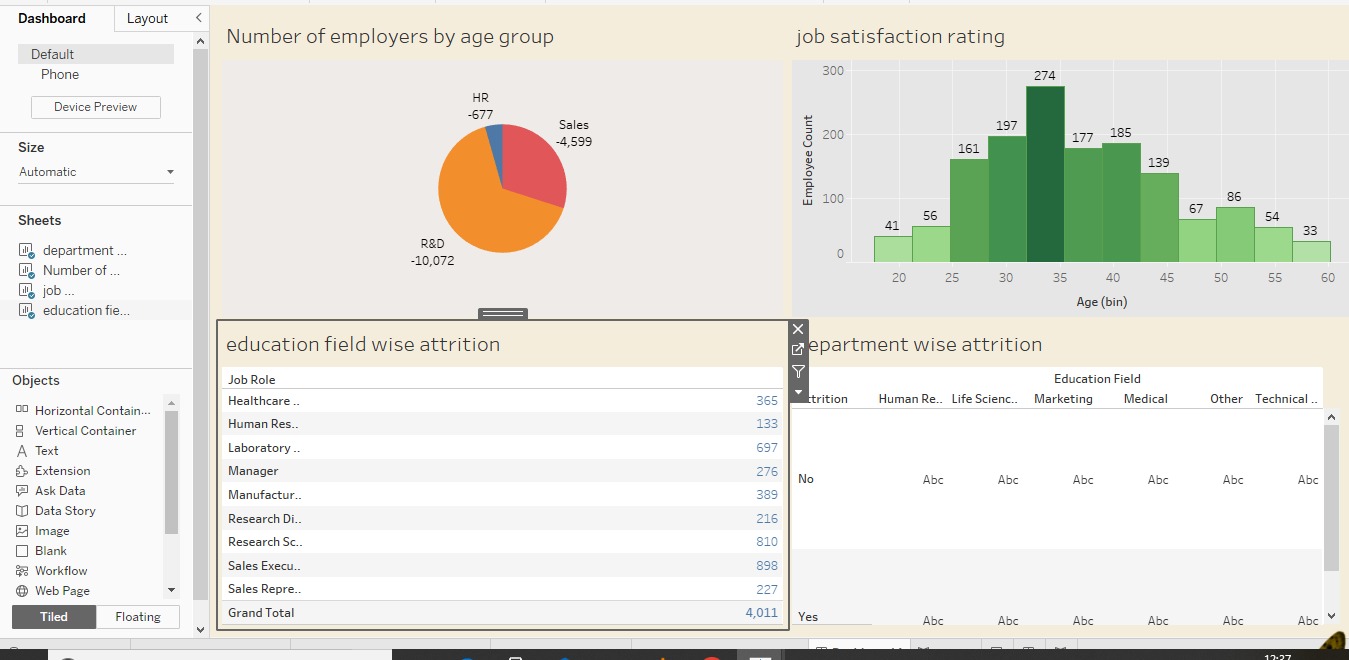 Dashboard
Layout
Default
Phone
Device Preview
Size
Automatic
Sheets
department ...
Number of ...
job ...
education fie...
Objects
Horizontal Contain...
Vertical Container
Text
Extension
Ask Data
Data Story
Image
Blank
Workflow
Web Page
Tiled
Floating
Number of employers by age group
HR
-677
Sales
-4,599
R&D
-10,072
job satisfaction rating
Employee Count
300
200
100
0
41
56
161
197
274
177
185
139
67
86
54
33
20
25
30
35
40
45
50
55
60
Age (bin)
education field wise attrition
Job Role
Healthcare .. 365
Human Res.. 133
Laboratory .. 697
Manager 276
Manufactur.. 389
Research Di.. 216
Research Sc.. 810
Sales Execu.. 898
Sales Repre.. 227
Grand Total 4,011
epartment wise attrition
Education Field
ttrition Human Re.. Life Scienc.. Marketing Medical Other Technical ..
No Abc Abc Abc Abc Abc Abc
Yes Abc Abc Abc Abc Abc Abc
12:37